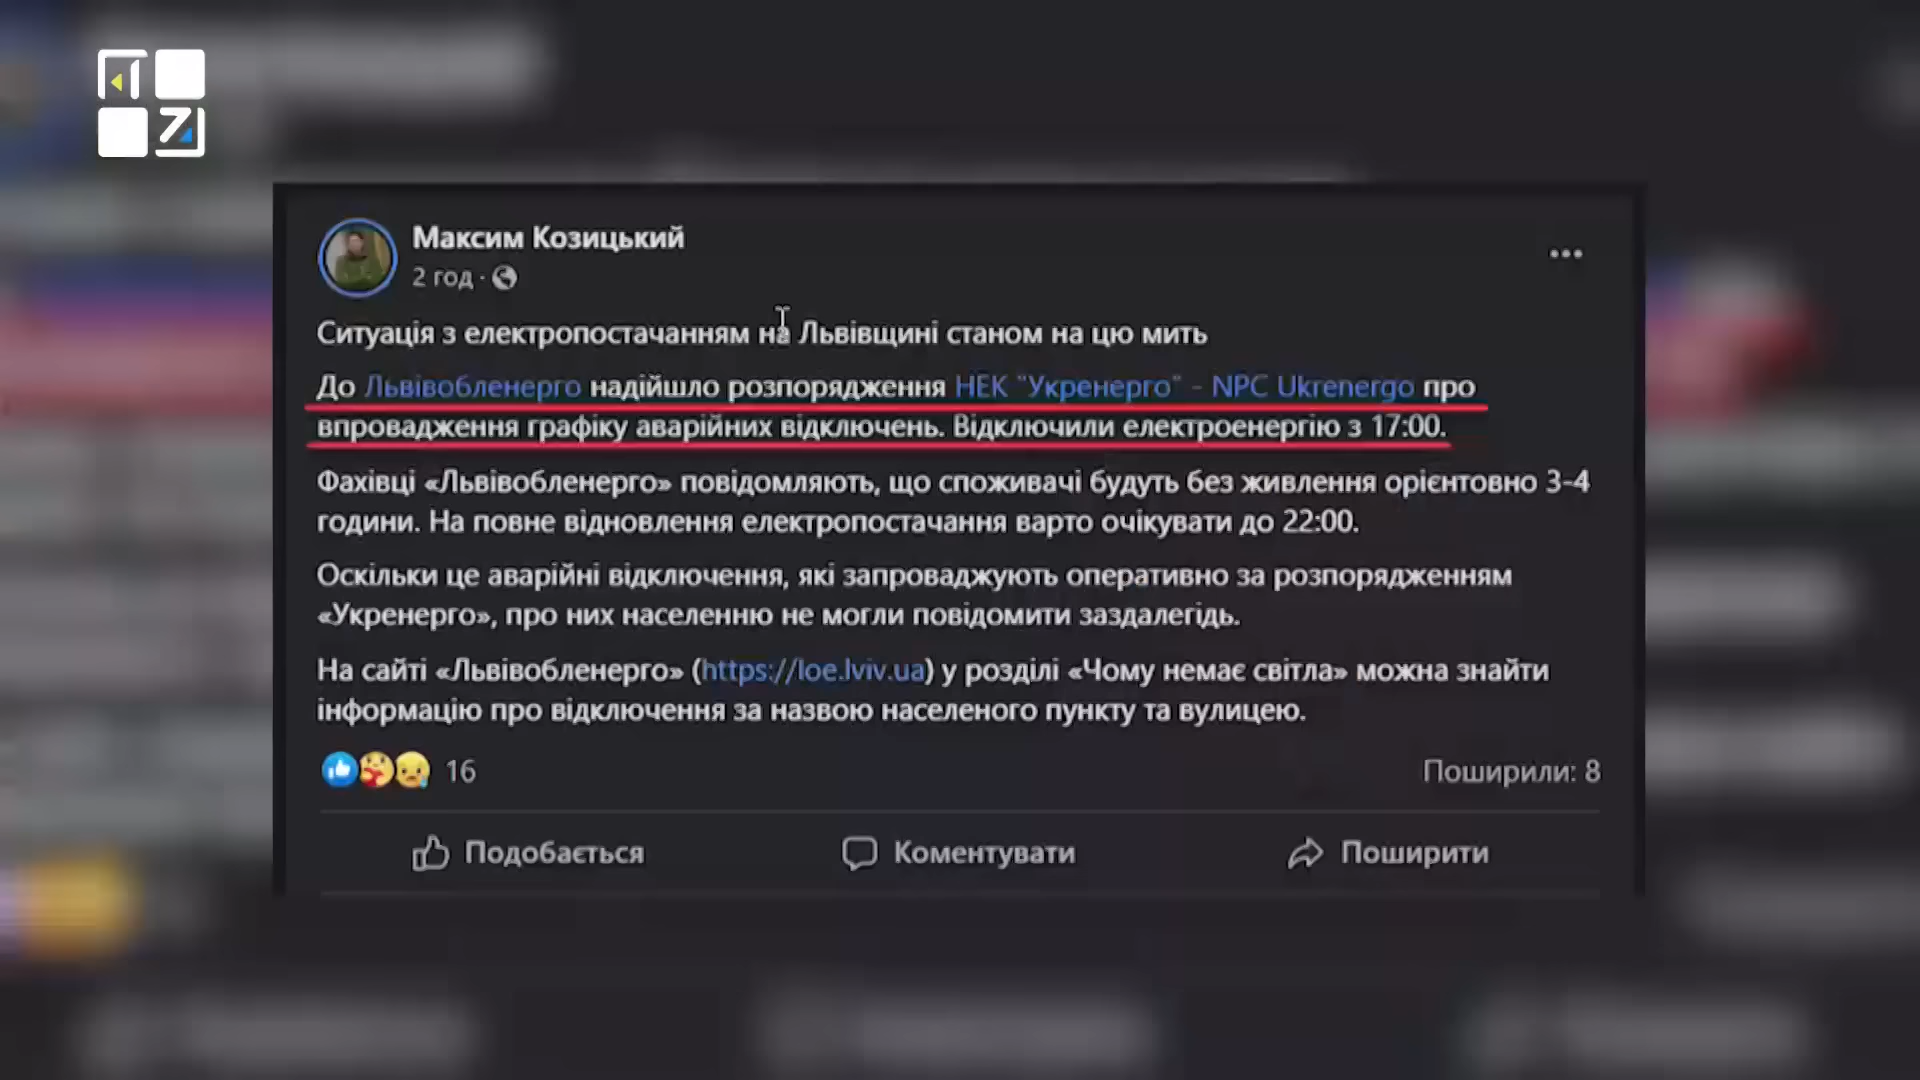 Максим Козицький
2 год ·
Ситуація з електропостачанням на Львівщині станом на цю мить
До Львівобленерго надійшло розпорядження НЕК "Укренерго" - NPC Ukrenergo про
впровадження графіку аварійних відключень. Відключили електроенергію з 17:00.
Фахівці «Львівобленерго» повідомляють, що споживачі будуть без живлення орієнтовно 3-4
години. На повне відновлення електропостачання варто очікувати до 22:00.
Оскільки це аварійні відключення, які запроваджують оперативно за розпорядженням
«Укренерго», про них населенню не могли повідомити заздалегідь.
На сайті «Львівобленерго» (https://loe.lviv.ua) у розділі «Чому немає світла» можна знайти
інформацію про відключення за назвою населеного пункту та вулицею.
16
Поширили: 8
Подобається
Коментувати
Поширити